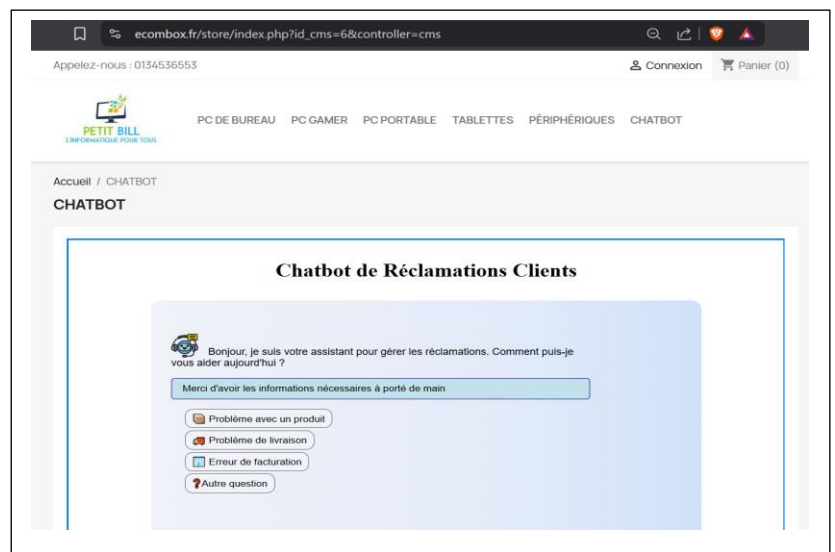 ecombox.fr/store/index.php?id_cms=6&controller=cms
Appelez-nous : 0134536553
Connexion
Panier (0)
PETIT BILL
L'INFORMATIQUE POUR TOUS
PC DE BUREAU PC GAMER PC PORTABLE TABLETTES PÉRIPHÉRIQUES CHATBOT
Accueil / CHATBOT
CHATBOT
Chatbot de Réclamations Clients
Bonjour, je suis votre assistant pour gérer les réclamations. Comment puis-je
vous aider aujourd'hui ?
Merci d'avoir les informations nécessaires à porté de main
Problème avec un produit
Problème de livraison
Erreur de facturation
Autre question